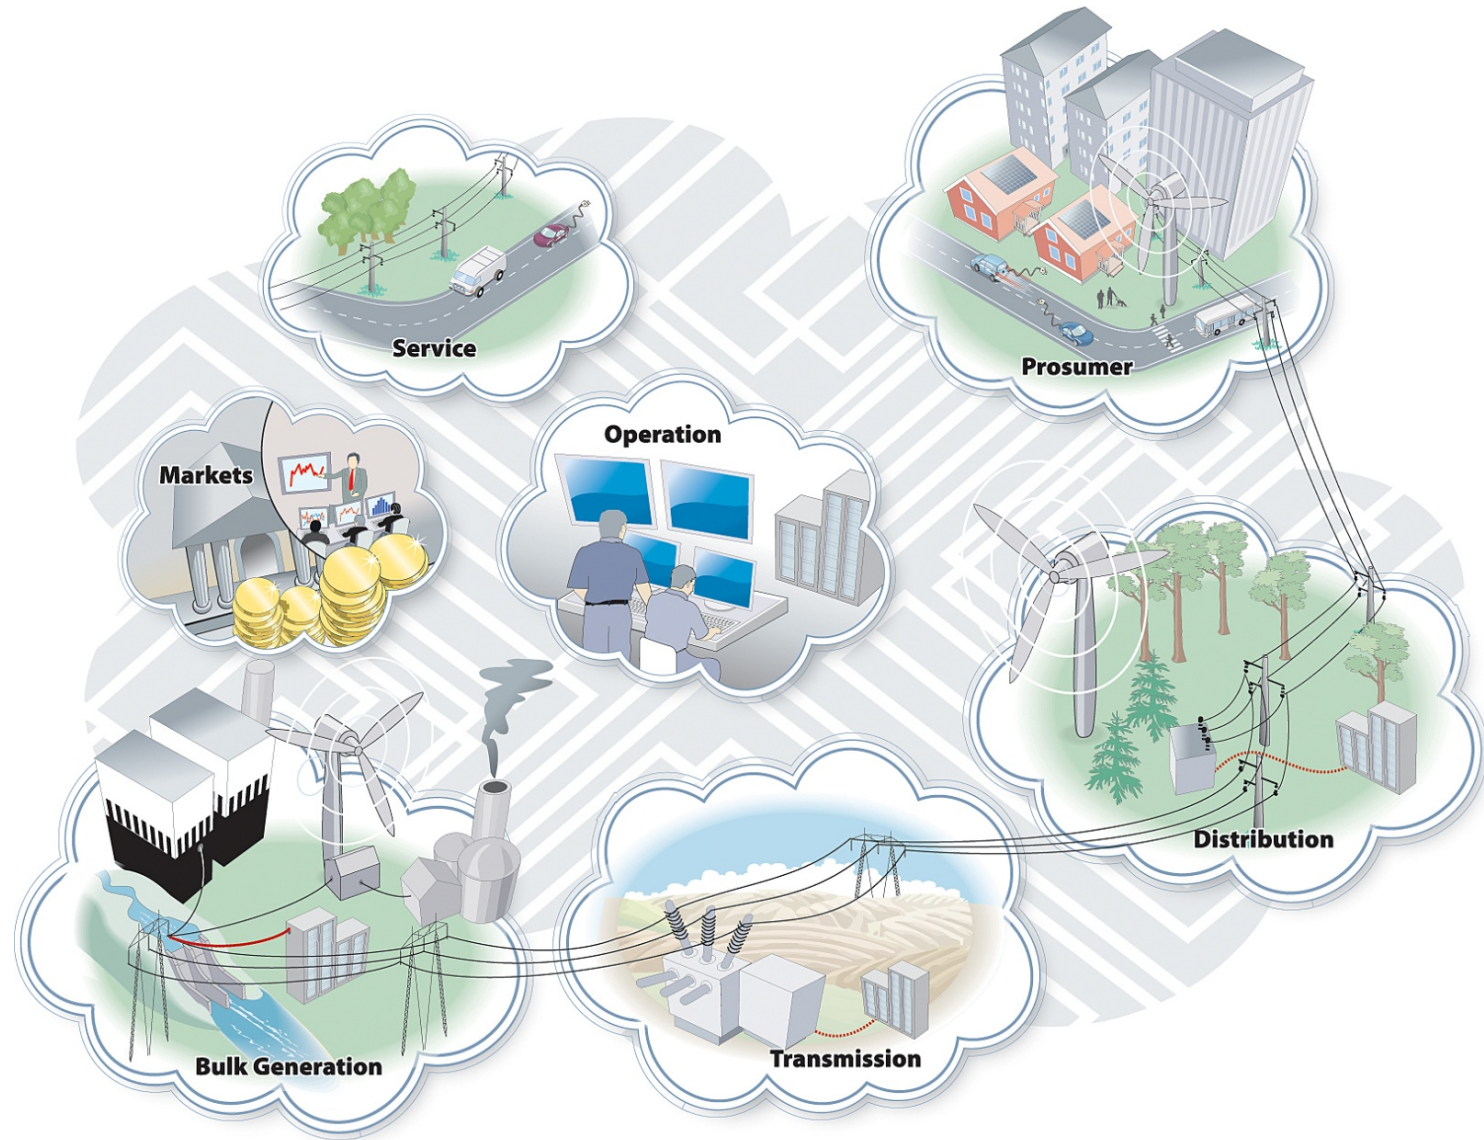 Service
Prosumer
Markets
Operation
Distribution
Bulk Generation
Transmission